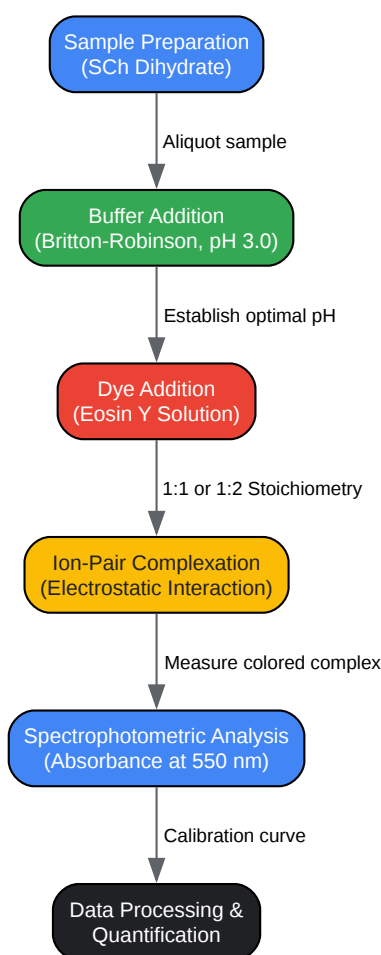 Sample Preparation
(SCh Dihydrate)
Aliquot sample
Buffer Addition
(Britton-Robinson, pH 3.0)
Establish optimal pH
Dye Addition
(Eosin Y Solution)
1:1 or 1:2 Stoichiometry
Ion-Pair Complexation
(Electrostatic Interaction)
Measure colored complex
Spectrophotometric Analysis
(Absorbance at 550 nm)
Calibration curve
Data Processing &
Quantification